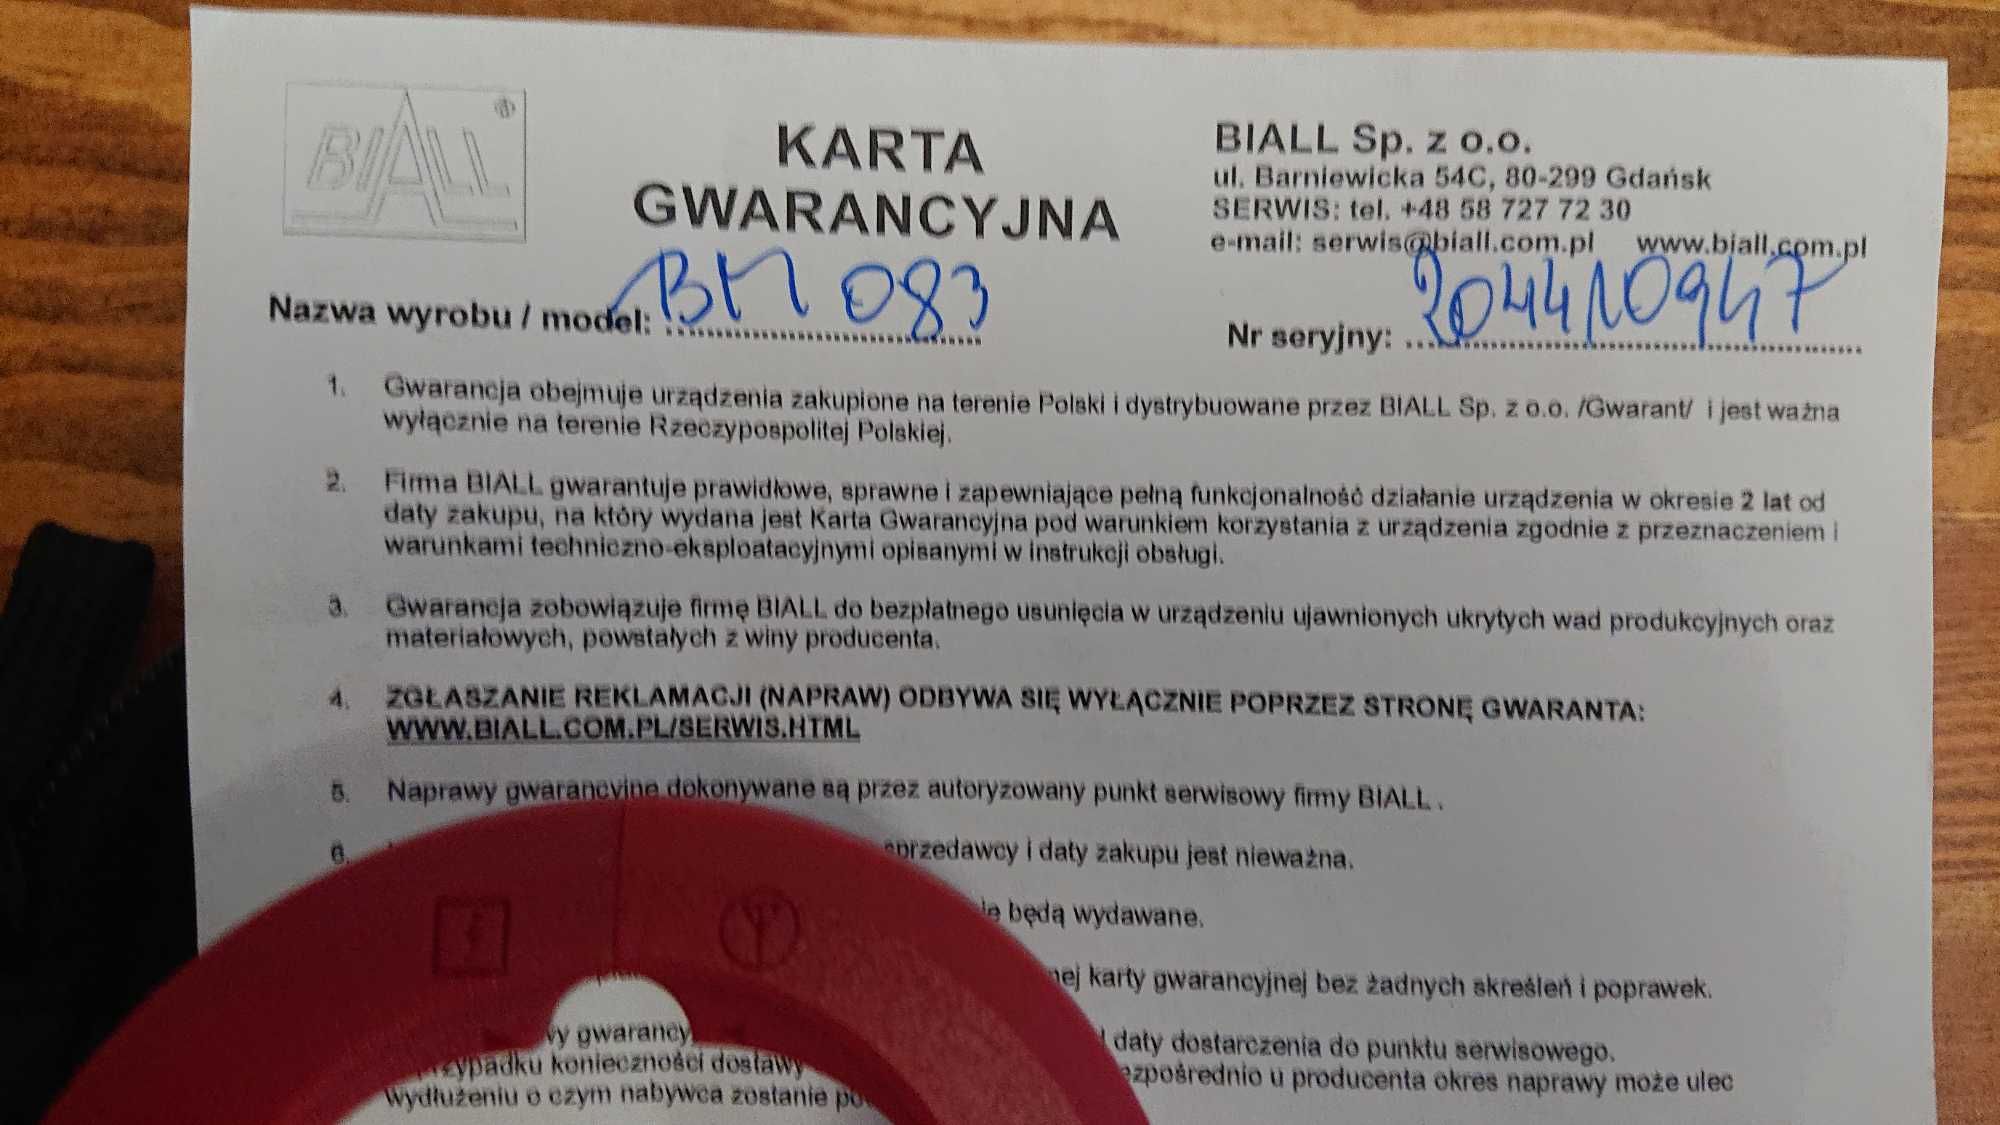 BIALL
KARTA
GWARANCYJNA
BIALL Sp. z o.o.
ul. Barniewicka 54C, 80-299 Gdańsk
SERWIS: tel. +48 58 727 72 30
e-mail: serwis@biall.com.pl www.biall.com.pl
Nazwa wyrobu / model: BM 083
Nr seryjny: 204410947
1. Gwarancja obejmuje urządzenia zakupione na terenie Polski i dystrybuowane przez BIALL Sp. z o.o. /Gwarant/ i jest ważna
wyłącznie na terenie Rzeczypospolitej Polskiej.
2. Firma BIALL gwarantuje prawidłowe, sprawne i zapewniające pełną funkcjonalność działanie urządzenia w okresie 2 lat od
daty zakupu, na który wydana jest Karta Gwarancyjna pod warunkiem korzystania z urządzenia zgodnie z przeznaczeniem i
warunkami techniczno-eksploatacyjnymi opisanymi w instrukcji obsługi.
3. Gwarancja zobowiązuje firmę BIALL do bezpłatnego usunięcia w urządzeniu ujawnionych ukrytych wad produkcyjnych oraz
materiałowych, powstałych z winy producenta.
4. ZGŁASZANIE REKLAMACJI (NAPRAW) ODBYWA SIĘ WYŁĄCZNIE POPRZEZ STRONĘ GWARANTA:
WWW.BIALL.COM.PL/SERWIS.HTML
5. Naprawy gwarancyjne dokonywane są przez autoryzowany punkt serwisowy firmy BIALL .
6. sprzedawcy i daty zakupu jest nieważna.
będą wydawane.
karty gwarancyjnej bez żadnych skreśleń i poprawek.
daty dostarczenia do punktu serwisowego.
konieczności dostawy u producenta okres naprawy może ulec
wydłużeniu o czym nabywca zostanie